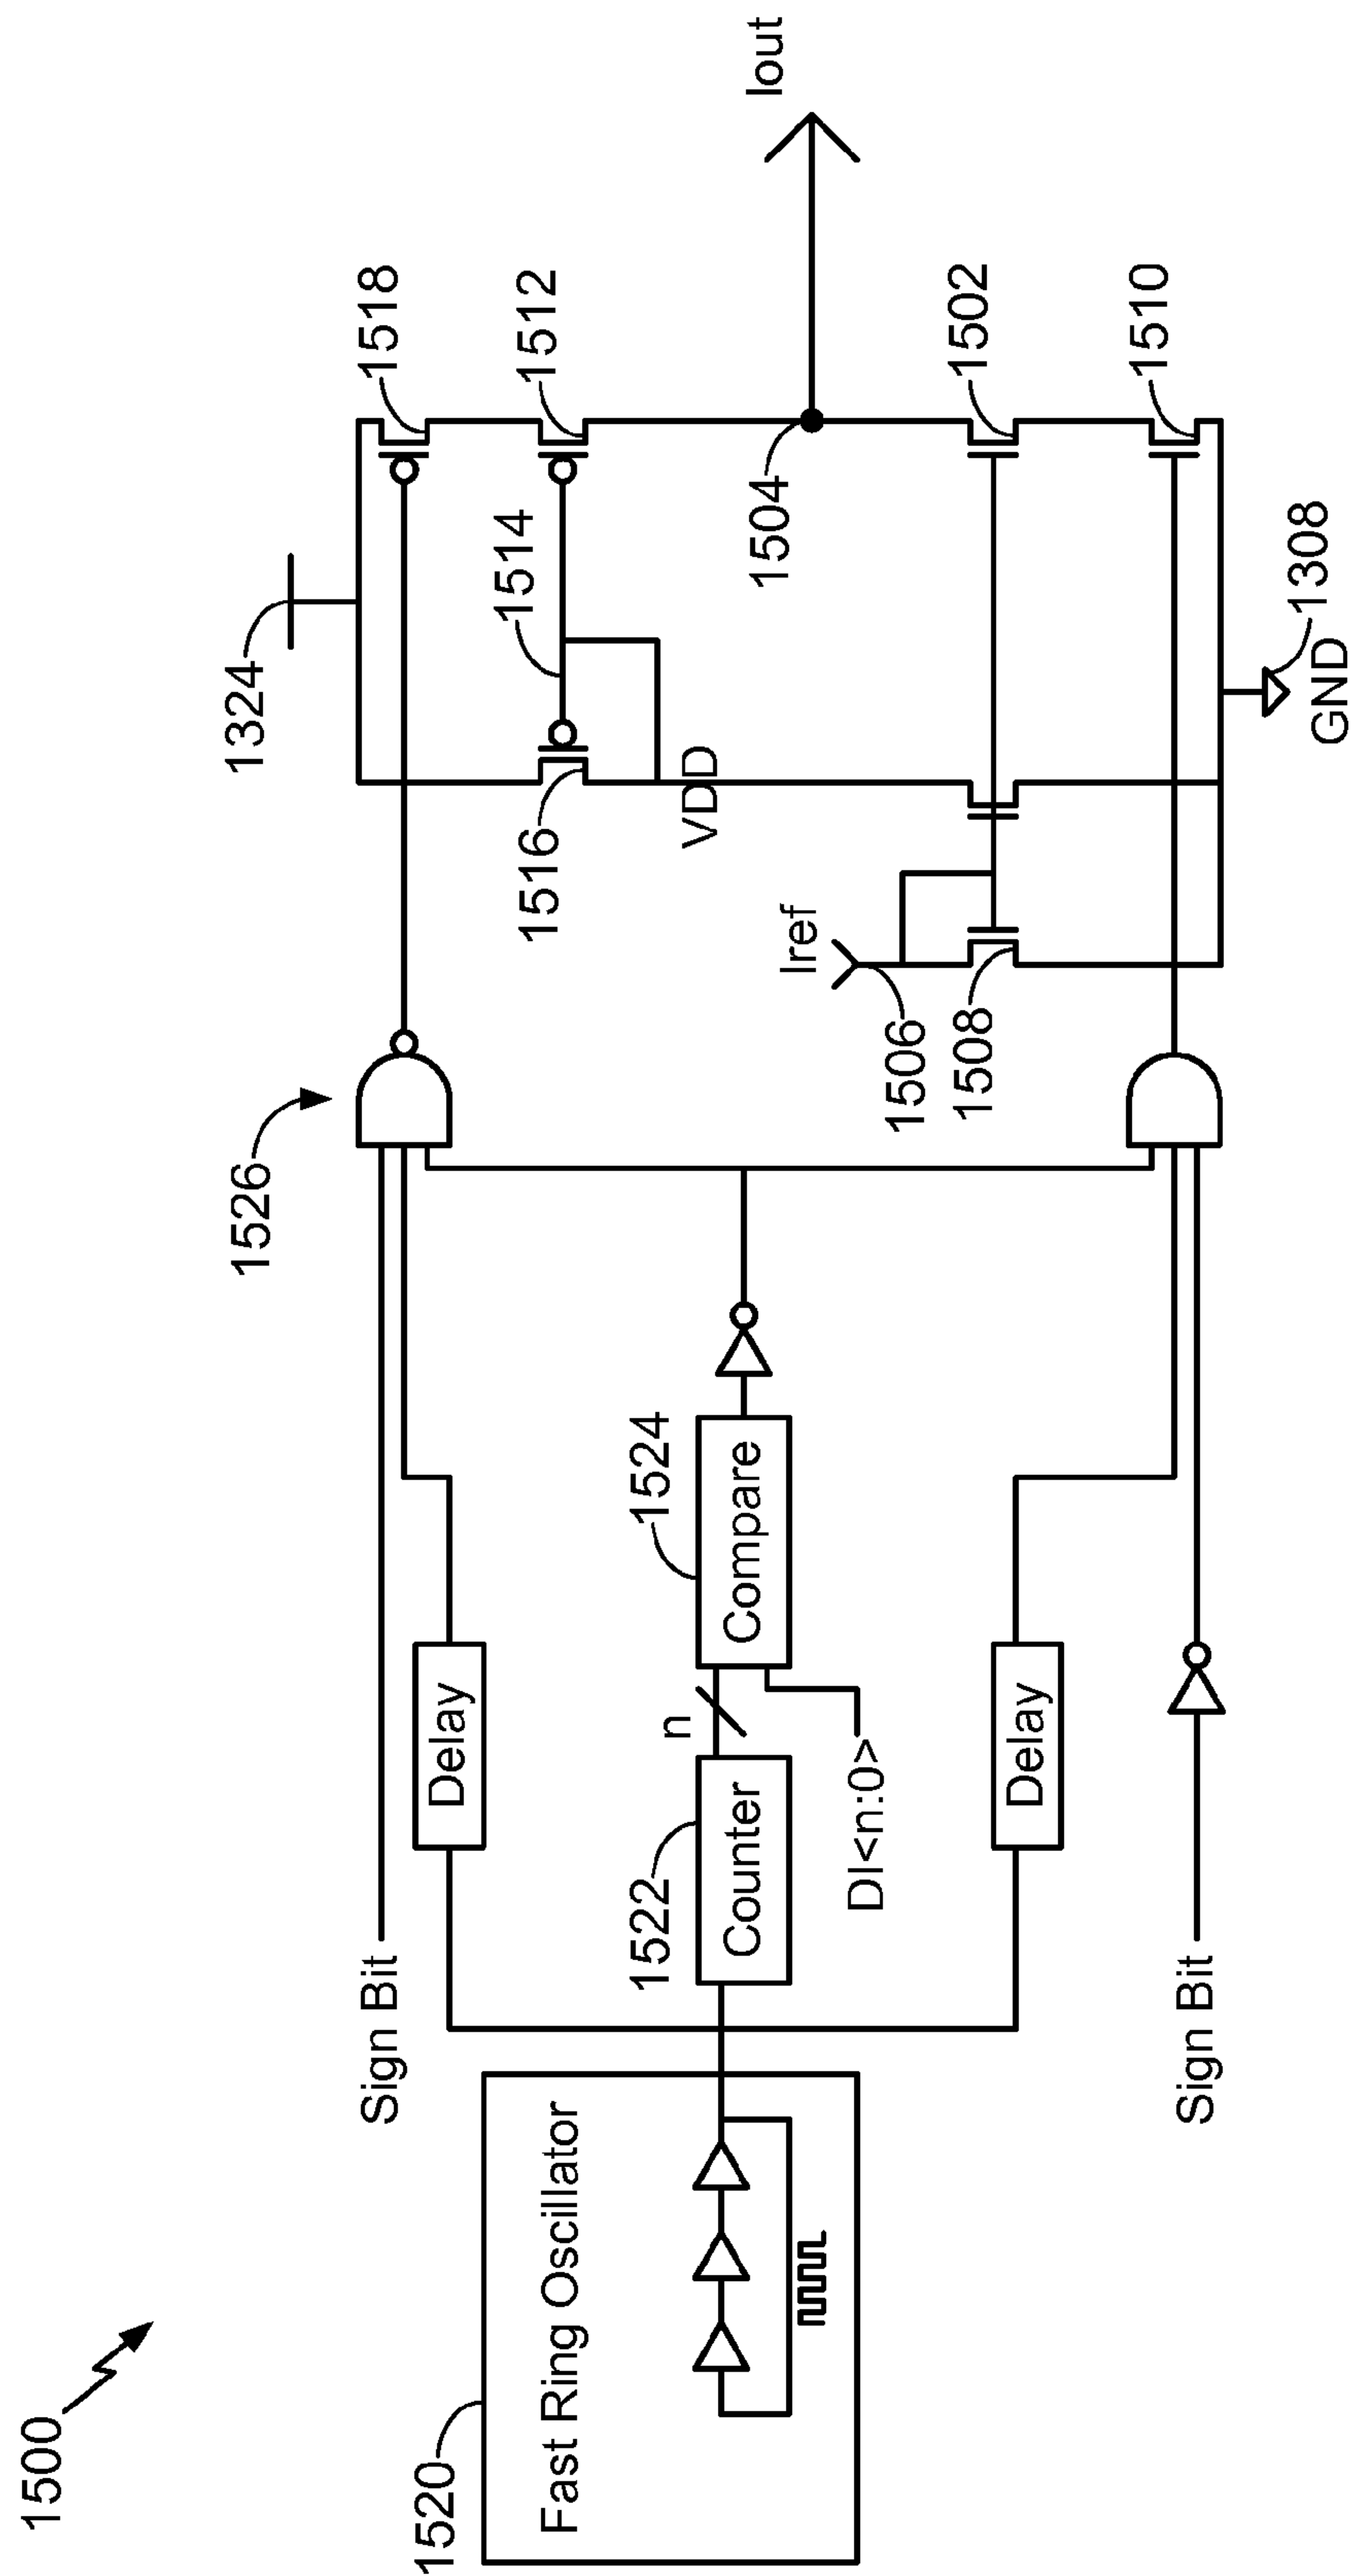 1500
1520
Fast Ring Oscillator
Sign Bit
Delay
1522
Counter
n
DI<n:0>
1524
Compare
Delay
Sign Bit
1526
1324
1518
1512
1514
1516
VDD
1504
Iout
Iref
1506
1508
1502
1510
1308
GND